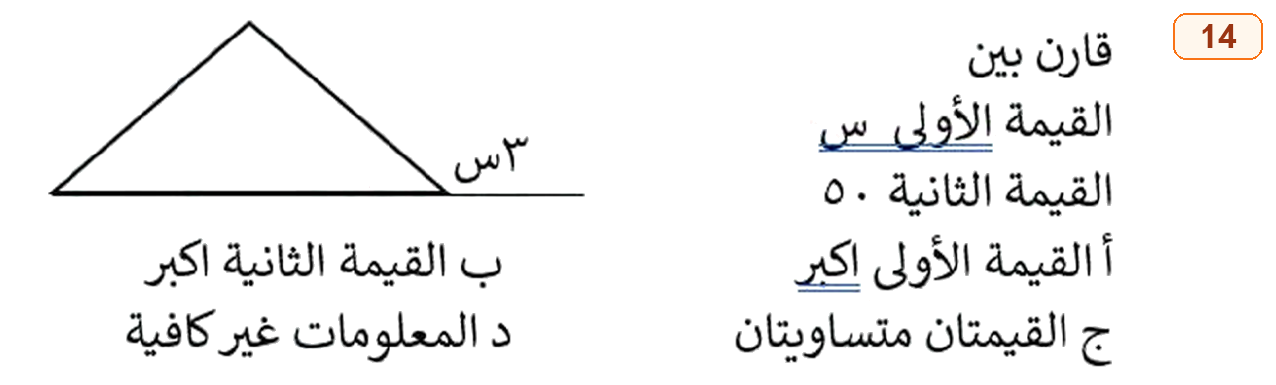 14
قارن بين
القيمة الأولى س
٣س
القيمة الثانية ٥٠
أ القيمة الأولى اكبر
ب القيمة الثانية اكبر
ج القيمتان متساويتان
د المعلومات غير كافية